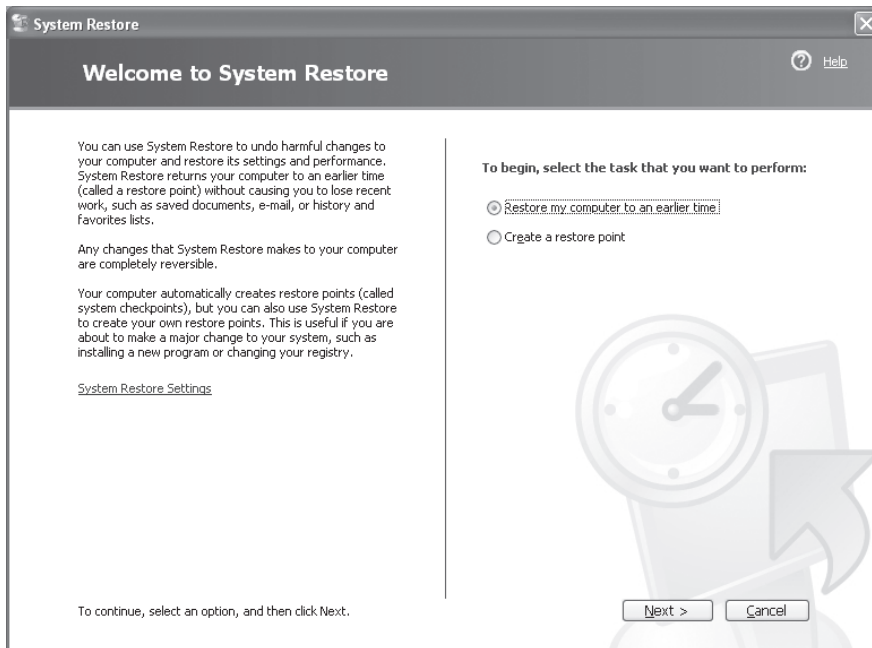 System Restore
Welcome to System Restore
Help
You can use System Restore to undo harmful changes to
your computer and restore its settings and performance.
System Restore returns your computer to an earlier time
(called a restore point) without causing you to lose recent
work, such as saved documents, e-mail, or history and
favorites lists.
Any changes that System Restore makes to your computer
are completely reversible.
Your computer automatically creates restore points (called
system checkpoints), but you can also use System Restore
to create your own restore points. This is useful if you are
about to make a major change to your system, such as
installing a new program or changing your registry.
System Restore Settings
To begin, select the task that you want to perform:
Restore my computer to an earlier time
Create a restore point
To continue, select an option, and then click Next.
Next >
Cancel